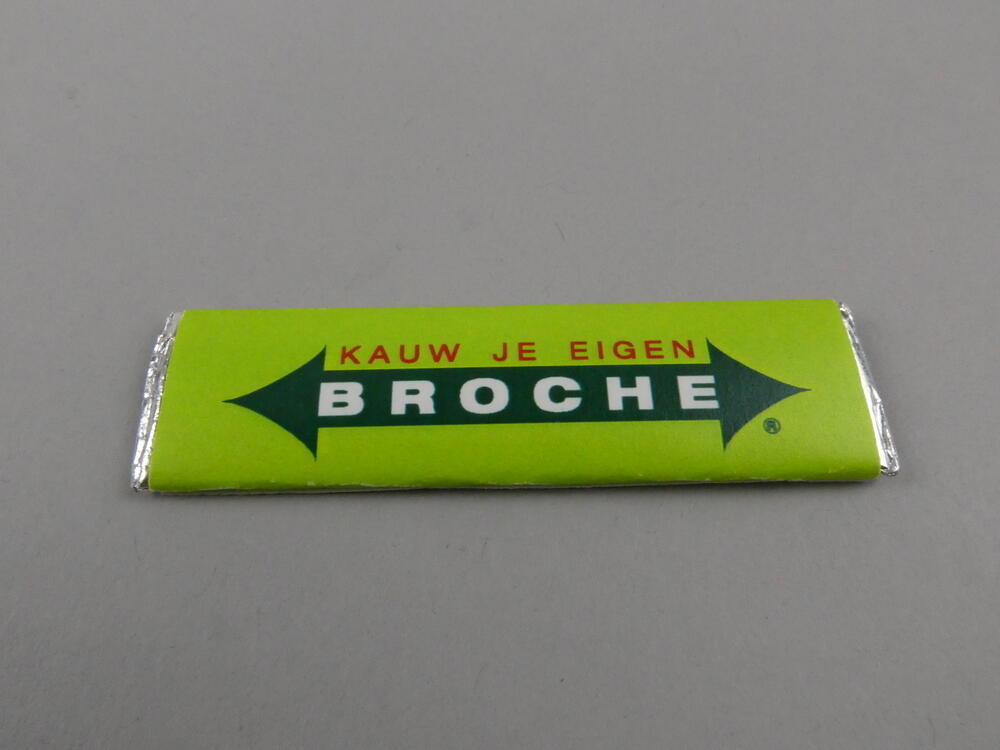 KAUW JE EIGEN
BROCHE
®